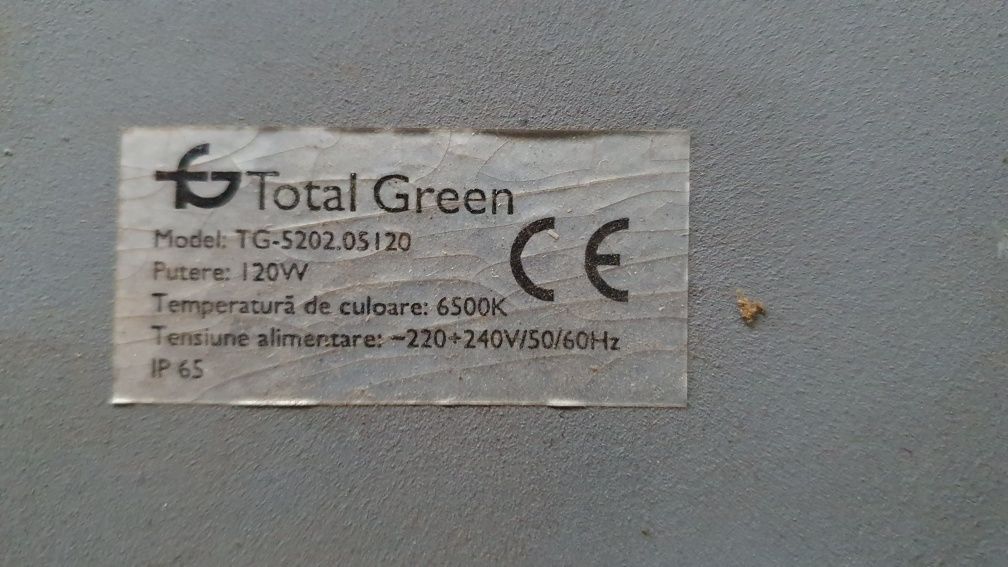 Total Green
Model: TG-5202.05120
Putere: 120W
Temperatură de culoare: 6500K
Tensiune alimentare: ~220÷240V/50/60Hz
IP 65
CE